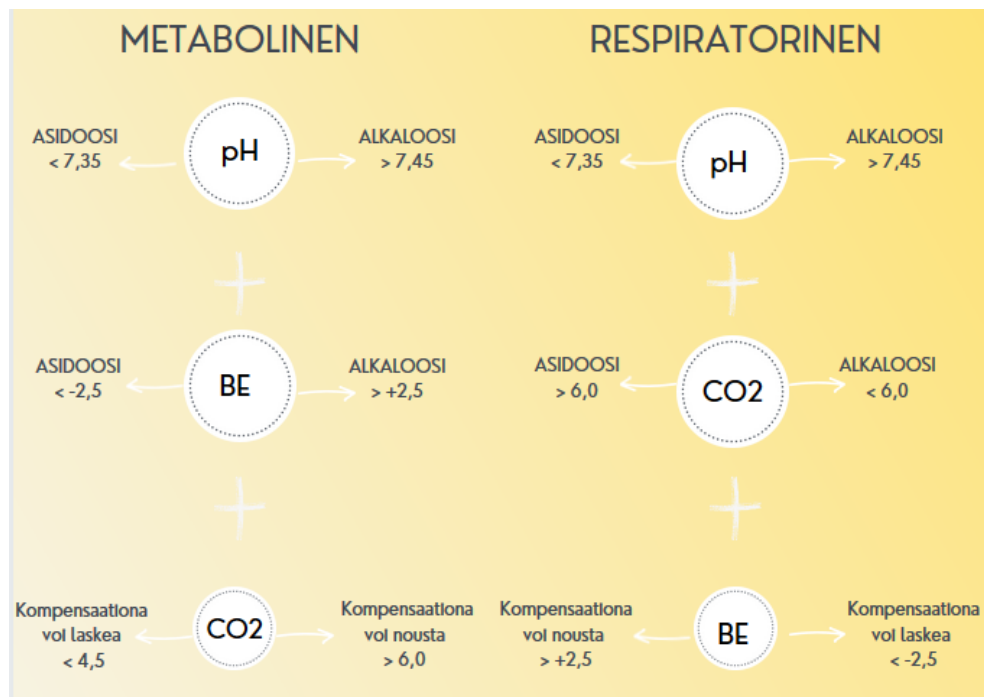 METABOLINEN
ASIDOOSI
< 7,35
pH
ALKALOOSI
> 7,45
ASIDOOSI
< -2,5
BE
ALKALOOSI
> +2,5
Kompensaationa
voi laskea
< 4,5
CO2
Kompensaationa
voi nousta
> 6,0
RESPIRATORINEN
ASIDOOSI
< 7,35
pH
ALKALOOSI
> 7,45
ASIDOOSI
> 6,0
CO2
ALKALOOSI
< 6,0
Kompensaationa
voi nousta
> +2,5
BE
Kompensaationa
voi laskea
< -2,5